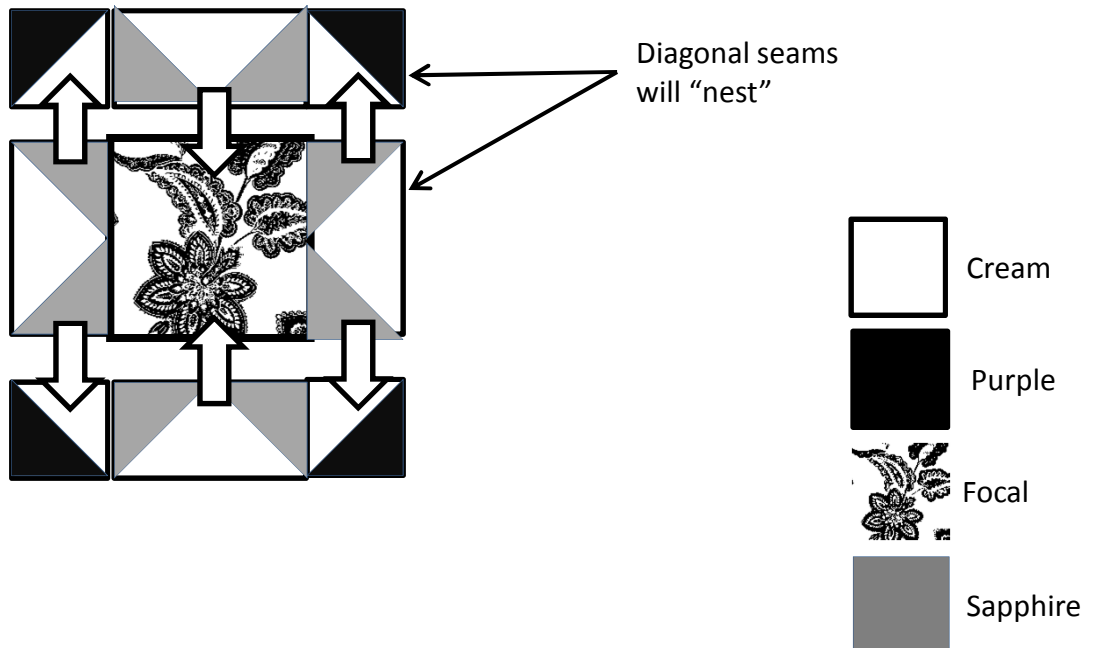 Diagonal seams
will “nest”
Cream
Purple
Focal
Sapphire